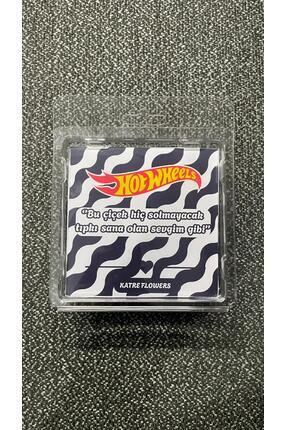 HOT WHEELS
"Bu çiçek hiç solmayacak
tıpkı sana olan sevgim gibi"
KATRE FLOWERS